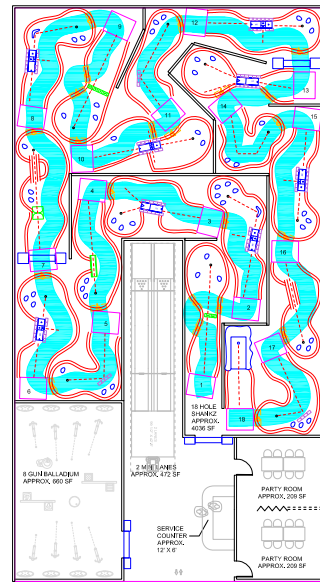 9
12
8
11
13
14
15
10
4
3
7
16
2
5
17
6
1
18
18 HOLE
SHANKZ
APPROX.
4036 SF
8 GUN BALLADIUM
APPROX. 660 SF
2 MINI LANES
APPROX. 472 SF
SERVICE
COUNTER
APPROX.
12' X 6'
PARTY ROOM
APPROX. 209 SF
PARTY ROOM
APPROX. 209 SF